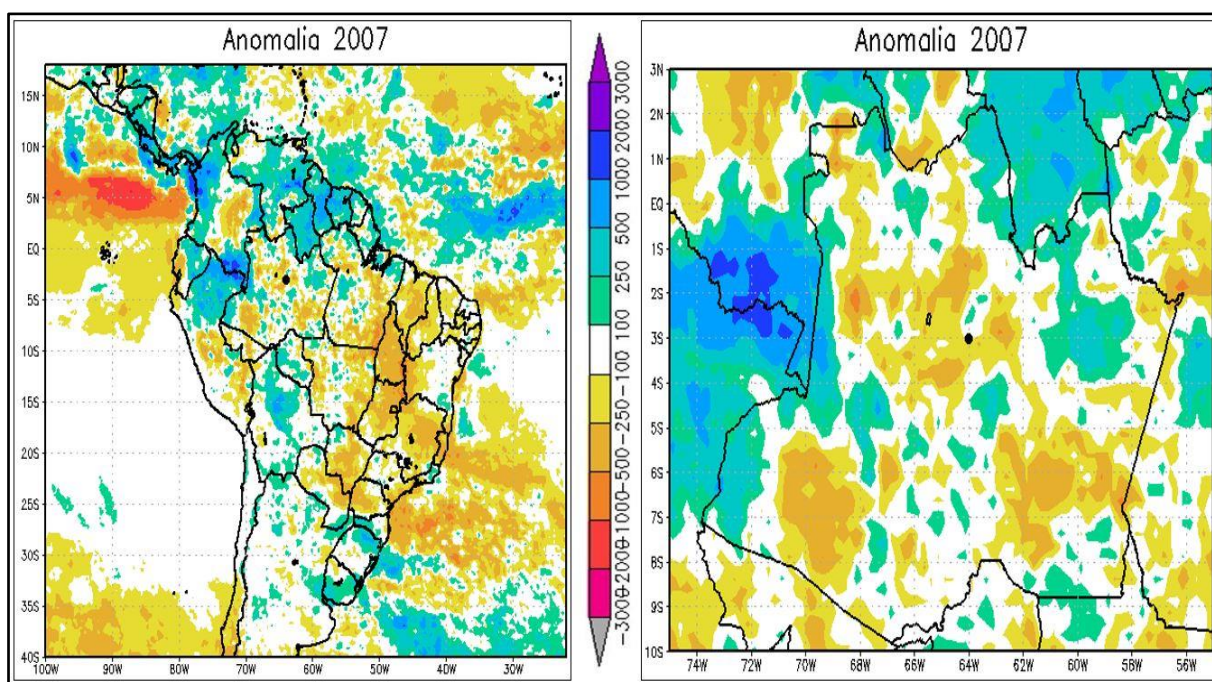 Anomalia 2007
15N
10N
5N
EQ
5S
10S
15S
20S
25S
30S
35S
40S
100W 90W 80W 70W 60W 50W 40W 30W
3000
2000
1000
500
250
100
-100
-250
-500
-1000
-2000
-3000
Anomalia 2007
3N
2N
1N
EQ
1S
2S
3S
4S
5S
6S
7S
8S
9S
10S
74W 72W 70W 68W 66W 64W 62W 60W 58W 56W